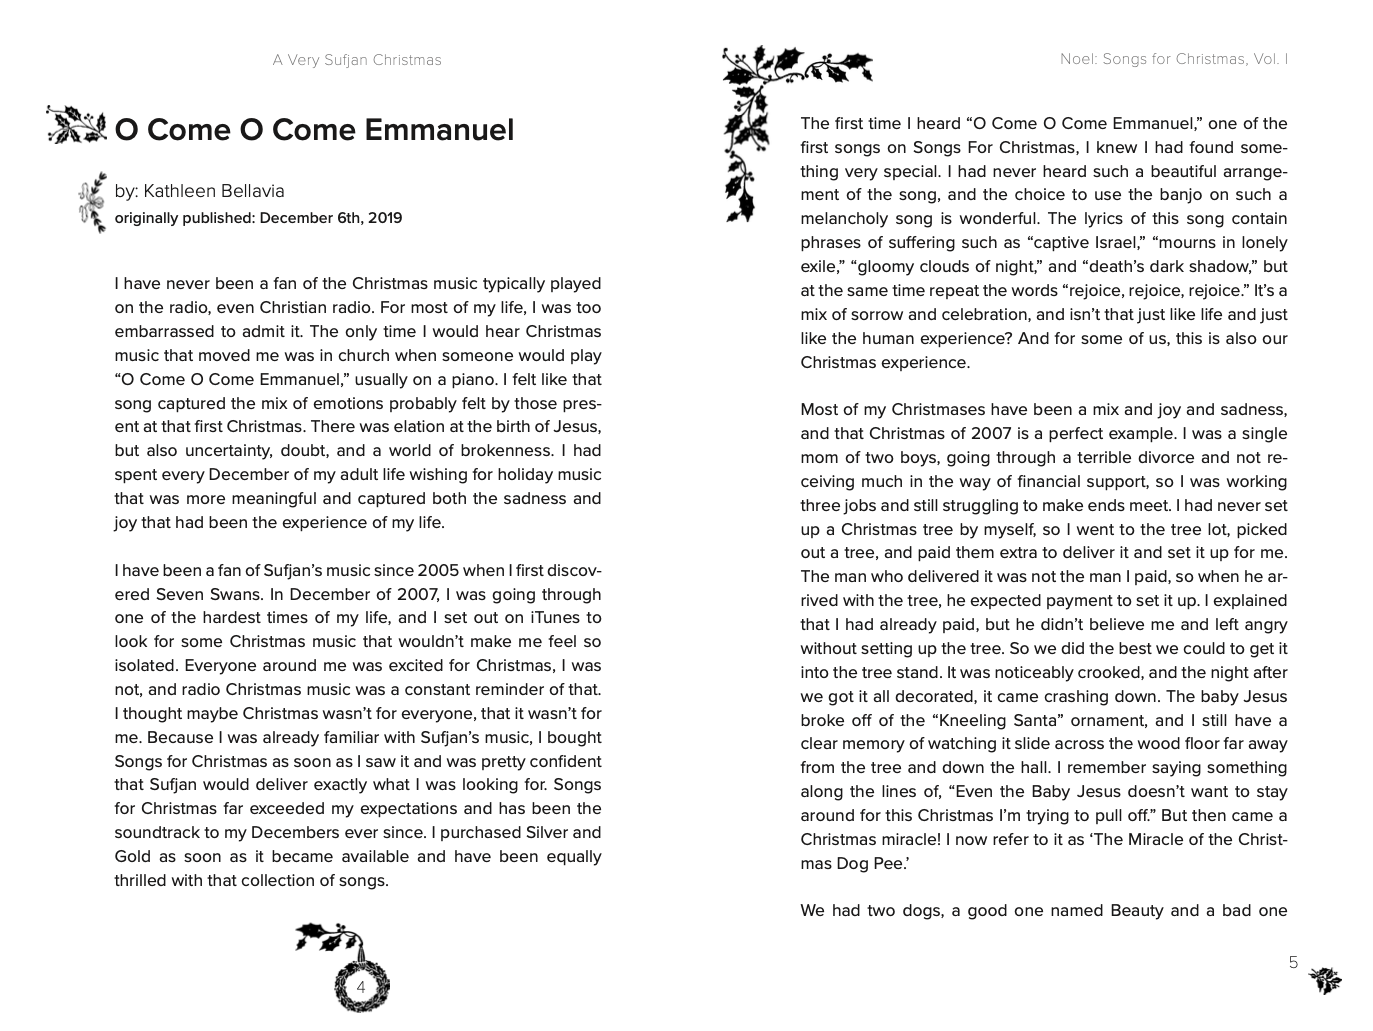 A Very Sufjan Christmas
O Come O Come Emmanuel
by: Kathleen Bellavia
originally published: December 6th, 2019
I have never been a fan of the Christmas music typically played
on the radio, even Christian radio. For most of my life, I was too
embarrassed to admit it. The only time I would hear Christmas
music that moved me was in church when someone would play
“O Come O Come Emmanuel,” usually on a piano. I felt like that
song captured the mix of emotions probably felt by those pres-
ent at that first Christmas. There was elation at the birth of Jesus,
but also uncertainty, doubt, and a world of brokenness. I had
spent every December of my adult life wishing for holiday music
that was more meaningful and captured both the sadness and
joy that had been the experience of my life.
I have been a fan of Sufjan’s music since 2005 when I first discov-
ered Seven Swans. In December of 2007, I was going through
one of the hardest times of my life, and I set out on iTunes to
look for some Christmas music that wouldn’t make me feel so
isolated. Everyone around me was excited for Christmas, I was
not, and radio Christmas music was a constant reminder of that.
I thought maybe Christmas wasn’t for everyone, that it wasn’t for
me. Because I was already familiar with Sufjan’s music, I bought
Songs for Christmas as soon as I saw it and was pretty confident
that Sufjan would deliver exactly what I was looking for. Songs
for Christmas far exceeded my expectations and has been the
soundtrack to my Decembers ever since. I purchased Silver and
Gold as soon as it became available and have been equally
thrilled with that collection of songs.
4
Noel: Songs for Christmas, Vol. I
The first time I heard “O Come O Come Emmanuel,” one of the
first songs on Songs For Christmas, I knew I had found some-
thing very special. I had never heard such a beautiful arrange-
ment of the song, and the choice to use the banjo on such a
melancholy song is wonderful. The lyrics of this song contain
phrases of suffering such as “captive Israel,” “mourns in lonely
exile,” “gloomy clouds of night,” and “death’s dark shadow,” but
at the same time repeat the words “rejoice, rejoice, rejoice.” It’s a
mix of sorrow and celebration, and isn’t that just like life and just
like the human experience? And for some of us, this is also our
Christmas experience.
Most of my Christmases have been a mix and joy and sadness,
and that Christmas of 2007 is a perfect example. I was a single
mom of two boys, going through a terrible divorce and not re-
ceiving much in the way of financial support, so I was working
three jobs and still struggling to make ends meet. I had never set
up a Christmas tree by myself, so I went to the tree lot, picked
out a tree, and paid them extra to deliver it and set it up for me.
The man who delivered it was not the man I paid, so when he ar-
rived with the tree, he expected payment to set it up. I explained
that I had already paid, but he didn’t believe me and left angry
without setting up the tree. So we did the best we could to get it
into the tree stand. It was noticeably crooked, and the night after
we got it all decorated, it came crashing down. The baby Jesus
broke off of the “Kneeling Santa” ornament, and I still have a
clear memory of watching it slide across the wood floor far away
from the tree and down the hall. I remember saying something
along the lines of, “Even the Baby Jesus doesn’t want to stay
around for this Christmas I’m trying to pull off.” But then came a
Christmas miracle! I now refer to it as ‘The Miracle of the Christ-
mas Dog Pee.’
We had two dogs, a good one named Beauty and a bad one
5